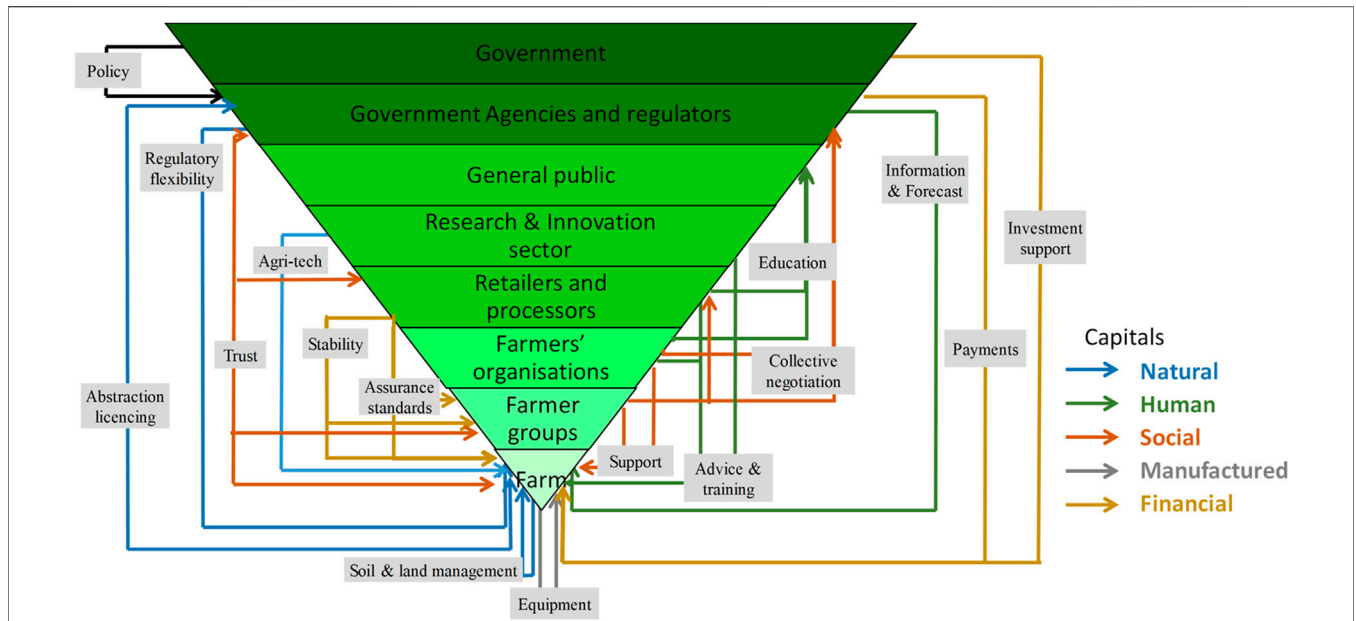 Government
Policy
Government Agencies and regulators
Regulatory
flexibility
General public
Information
& Forecast
Research & Innovation
sector
Investment
support
Agri-tech
Education
Retailers and
processors
Stability
Trust
Farmers’
organisations
Collective
negotiation
Payments
Abstraction
licencing
Assurance
standards
Farmer
groups
Support
Advice &
training
Farm
Soil & land management
Equipment
Capitals
Natural
Human
Social
Manufactured
Financial